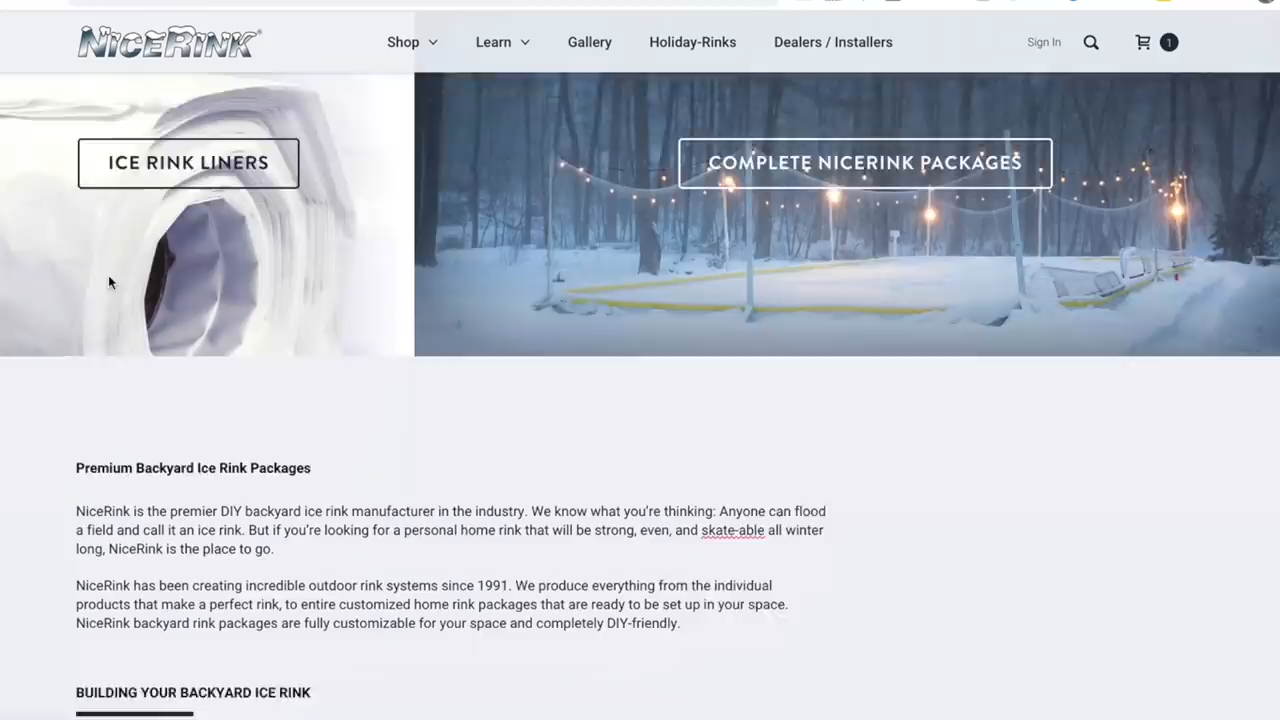 NICERINK®
Shop
Learn
Gallery
Holiday-Rinks
Dealers / Installers
Sign In
1
ICE RINK LINERS
COMPLETE NICERINK PACKAGES
Premium Backyard Ice Rink Packages
NiceRink is the premier DIY backyard ice rink manufacturer in the industry. We know what you're thinking: Anyone can flood
a field and call it an ice rink. But if you're looking for a personal home rink that will be strong, even, and skate-able all winter
long, NiceRink is the place to go.
NiceRink has been creating incredible outdoor rink systems since 1991. We produce everything from the individual
products that make a perfect rink, to entire customized home rink packages that are ready to be set up in your space.
NiceRink backyard rink packages are fully customizable for your space and completely DIY-friendly.
BUILDING YOUR BACKYARD ICE RINK